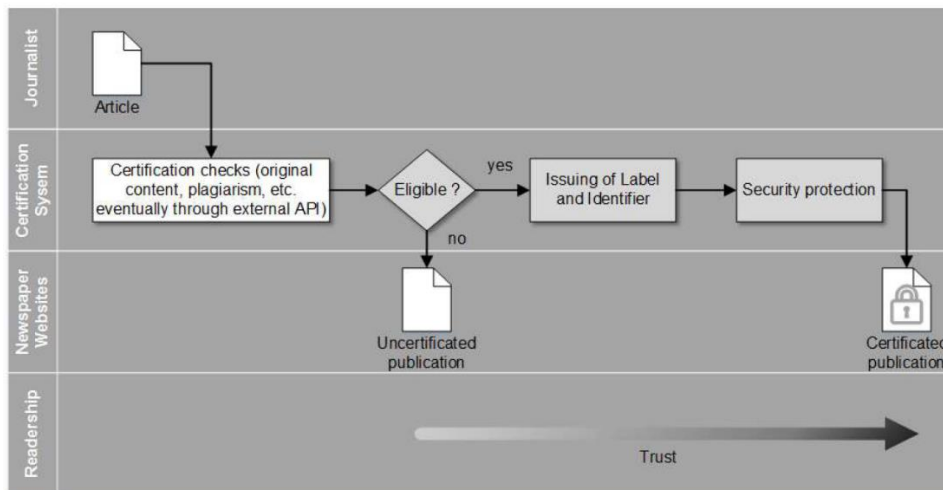 Journalist
Article
Certification
Sysem
Certification checks (original
content, plagiarism, etc.
eventually through external API)
Eligible ?
yes
no
Issuing of Label
and Identifier
Security protection
Newspaper
Websites
Uncertificated
publication
Certificated
publication
Readership
Trust